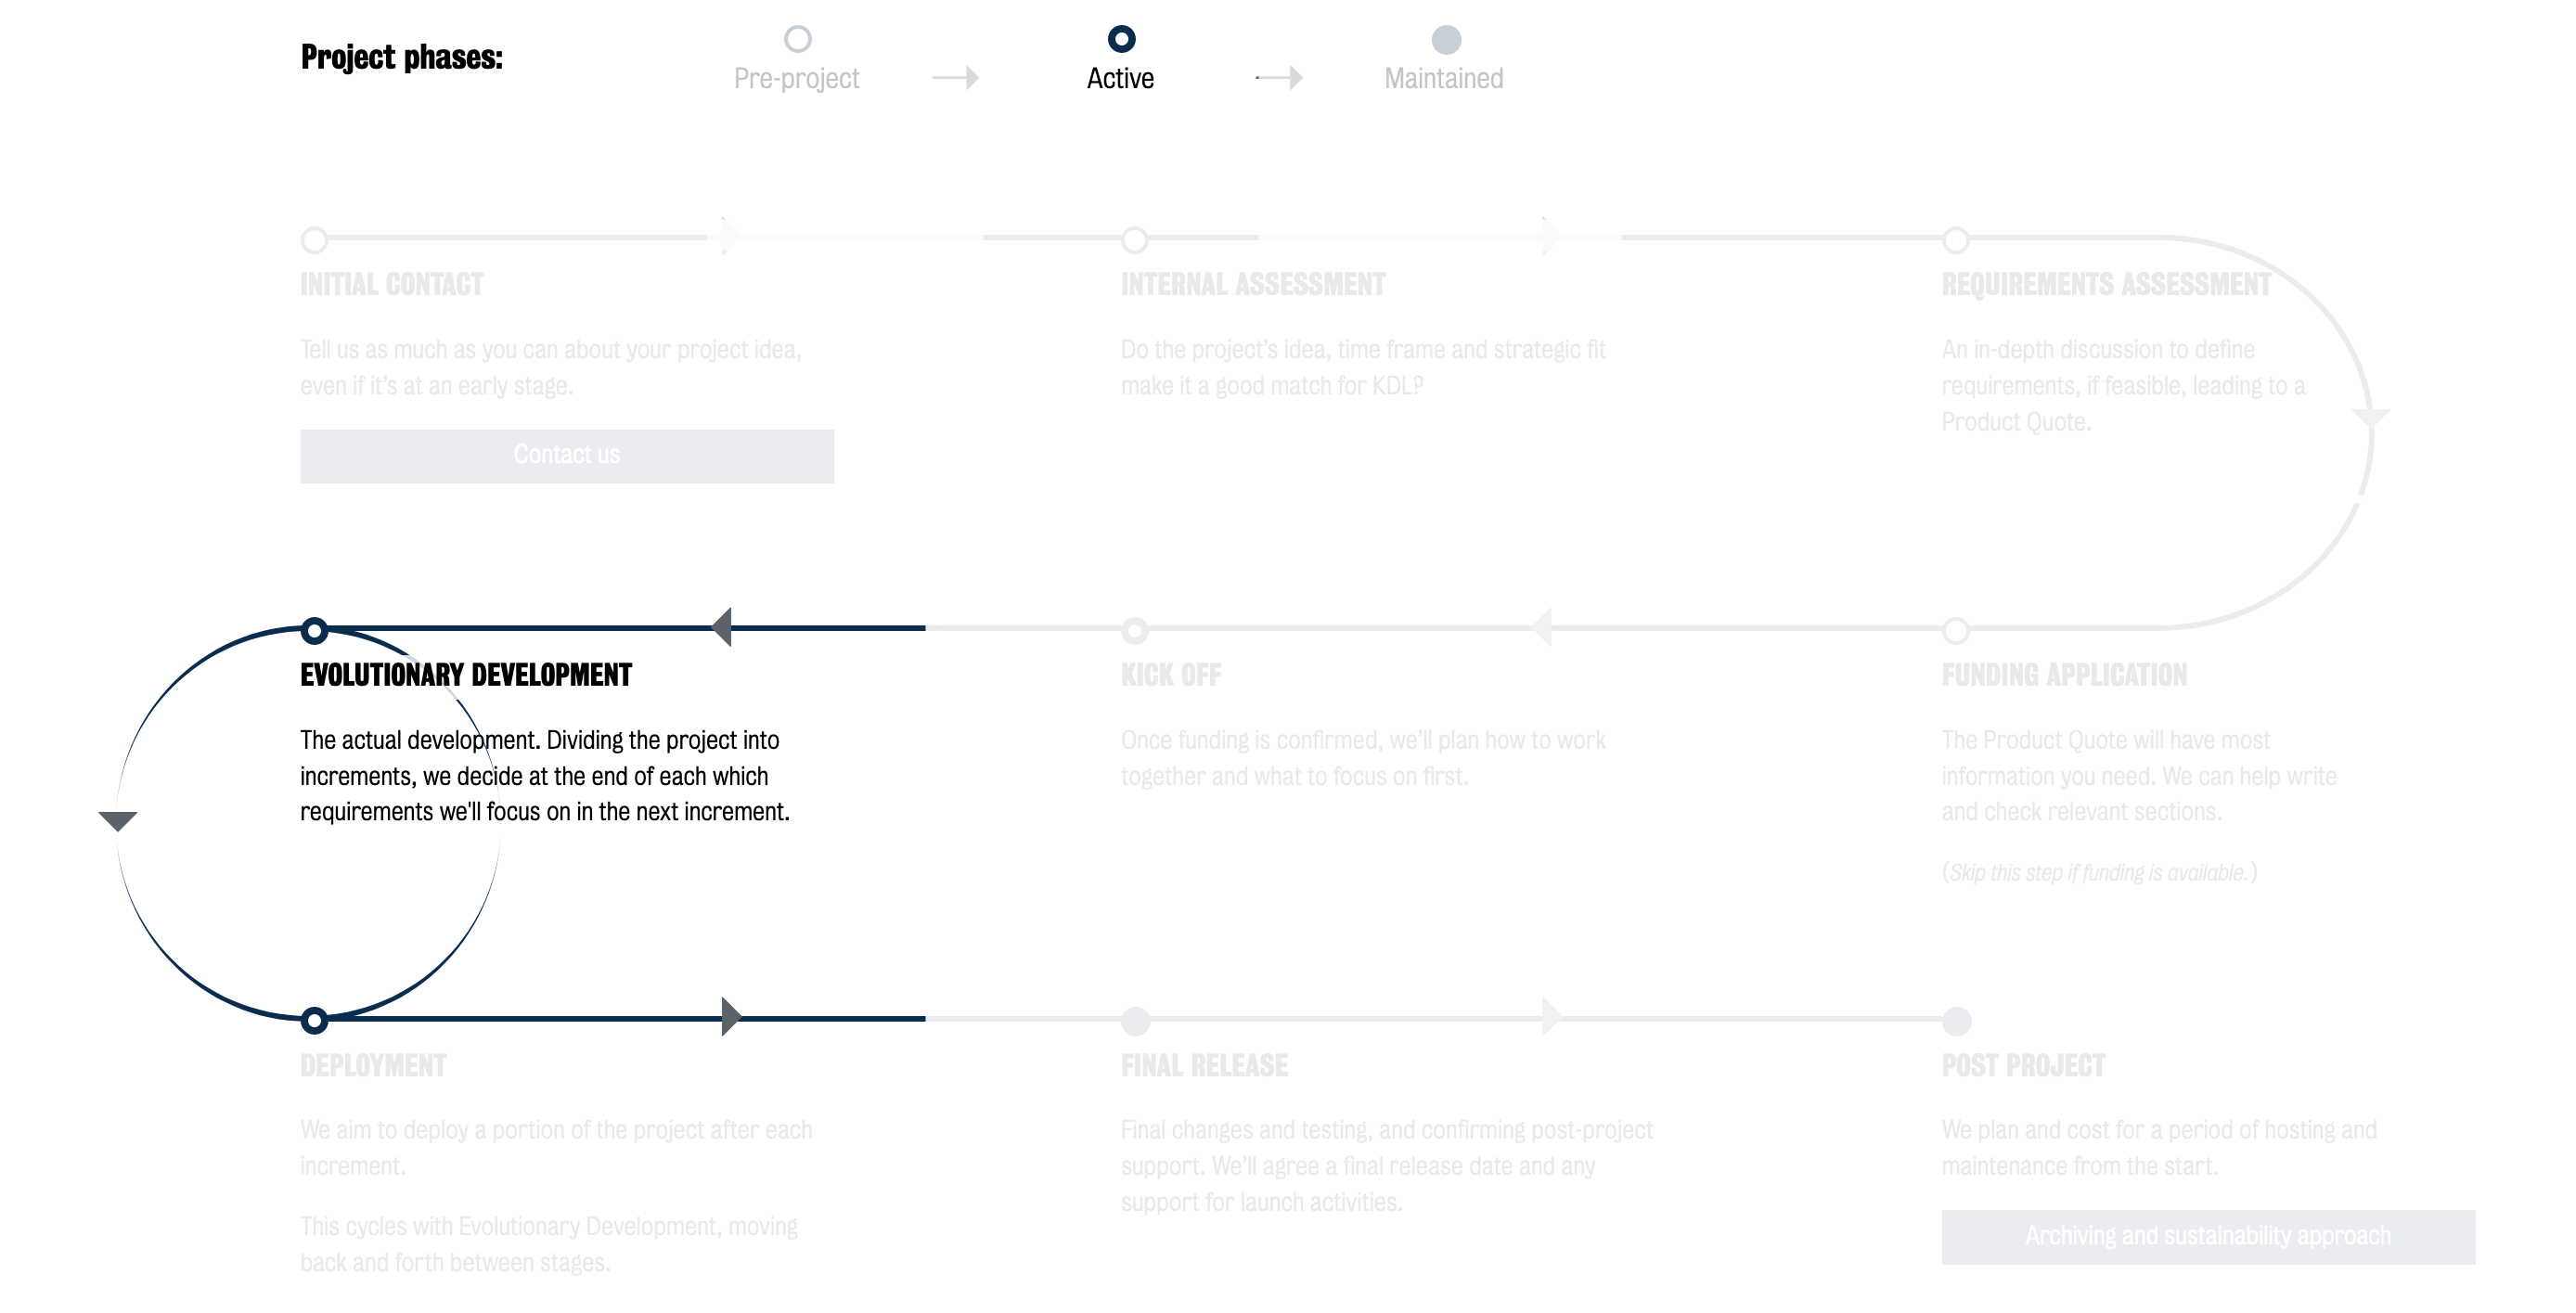 Project phases:
Pre-project
Active
Maintained
INITIAL CONTACT
Tell us as much as you can about your project idea,
even if it's at an early stage.
Contact us
INTERNAL ASSESSMENT
Do the project's idea, time frame and strategic fit
make it a good match for KDL?
REQUIREMENTS ASSESSMENT
An in-depth discussion to define
requirements, if feasible, leading to a
Product Quote.
EVOLUTIONARY DEVELOPMENT
The actual development. Dividing the project into
increments, we decide at the end of each which
requirements we'll focus on in the next increment.
KICK OFF
Once funding is confirmed, we'll plan how to work
together and what to focus on first.
FUNDING APPLICATION
The Product Quote will have most
information you need. We can help write
and check relevant sections.
(Skip this step if funding is available.)
DEPLOYMENT
We aim to deploy a portion of the project after each
increment.
This cycles with Evolutionary Development, moving
back and forth between stages.
FINAL RELEASE
Final changes and testing, and confirming post-project
support. We'll agree a final release date and any
support for launch activities.
POST PROJECT
We plan and cost for a period of hosting and
maintenance from the start.
Archiving and sustainability approach